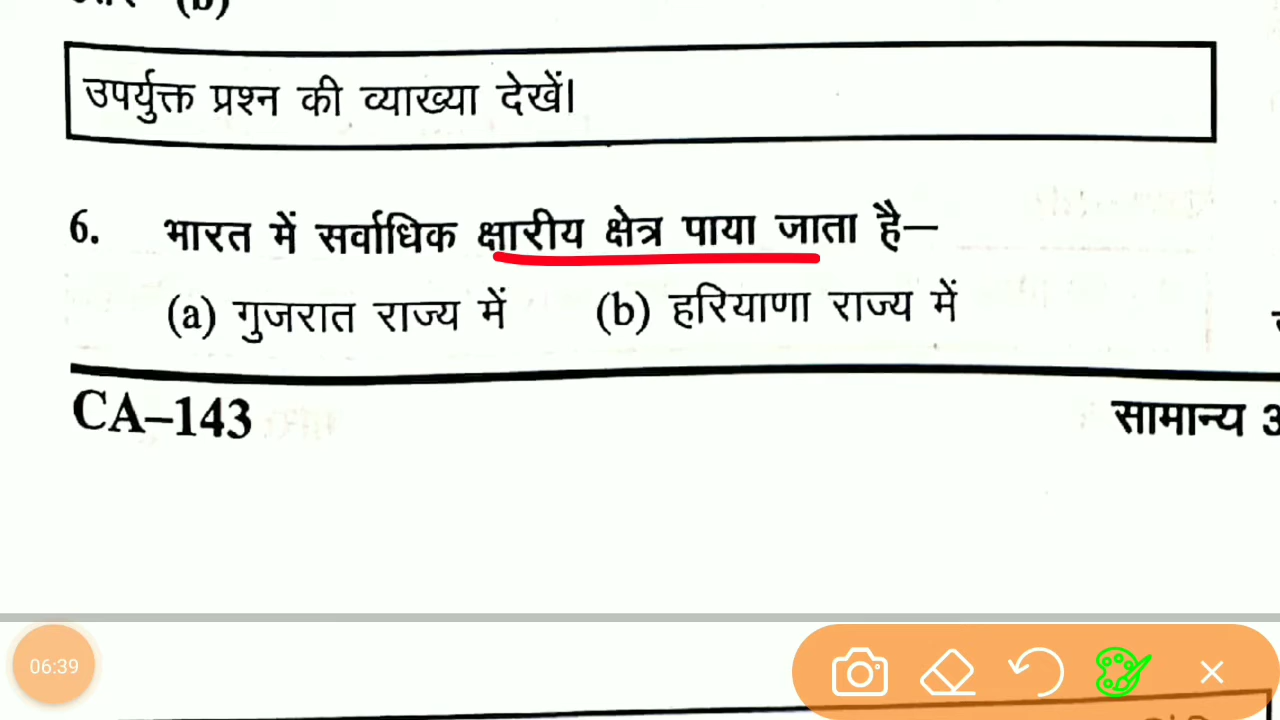 (b)
उपर्युक्त प्रश्न की व्याख्या देखें।
6. भारत में सर्वाधिक क्षारीय क्षेत्र पाया जाता है—
(a) गुजरात राज्य में (b) हरियाणा राज्य में
CA–143 सामान्य
06:39